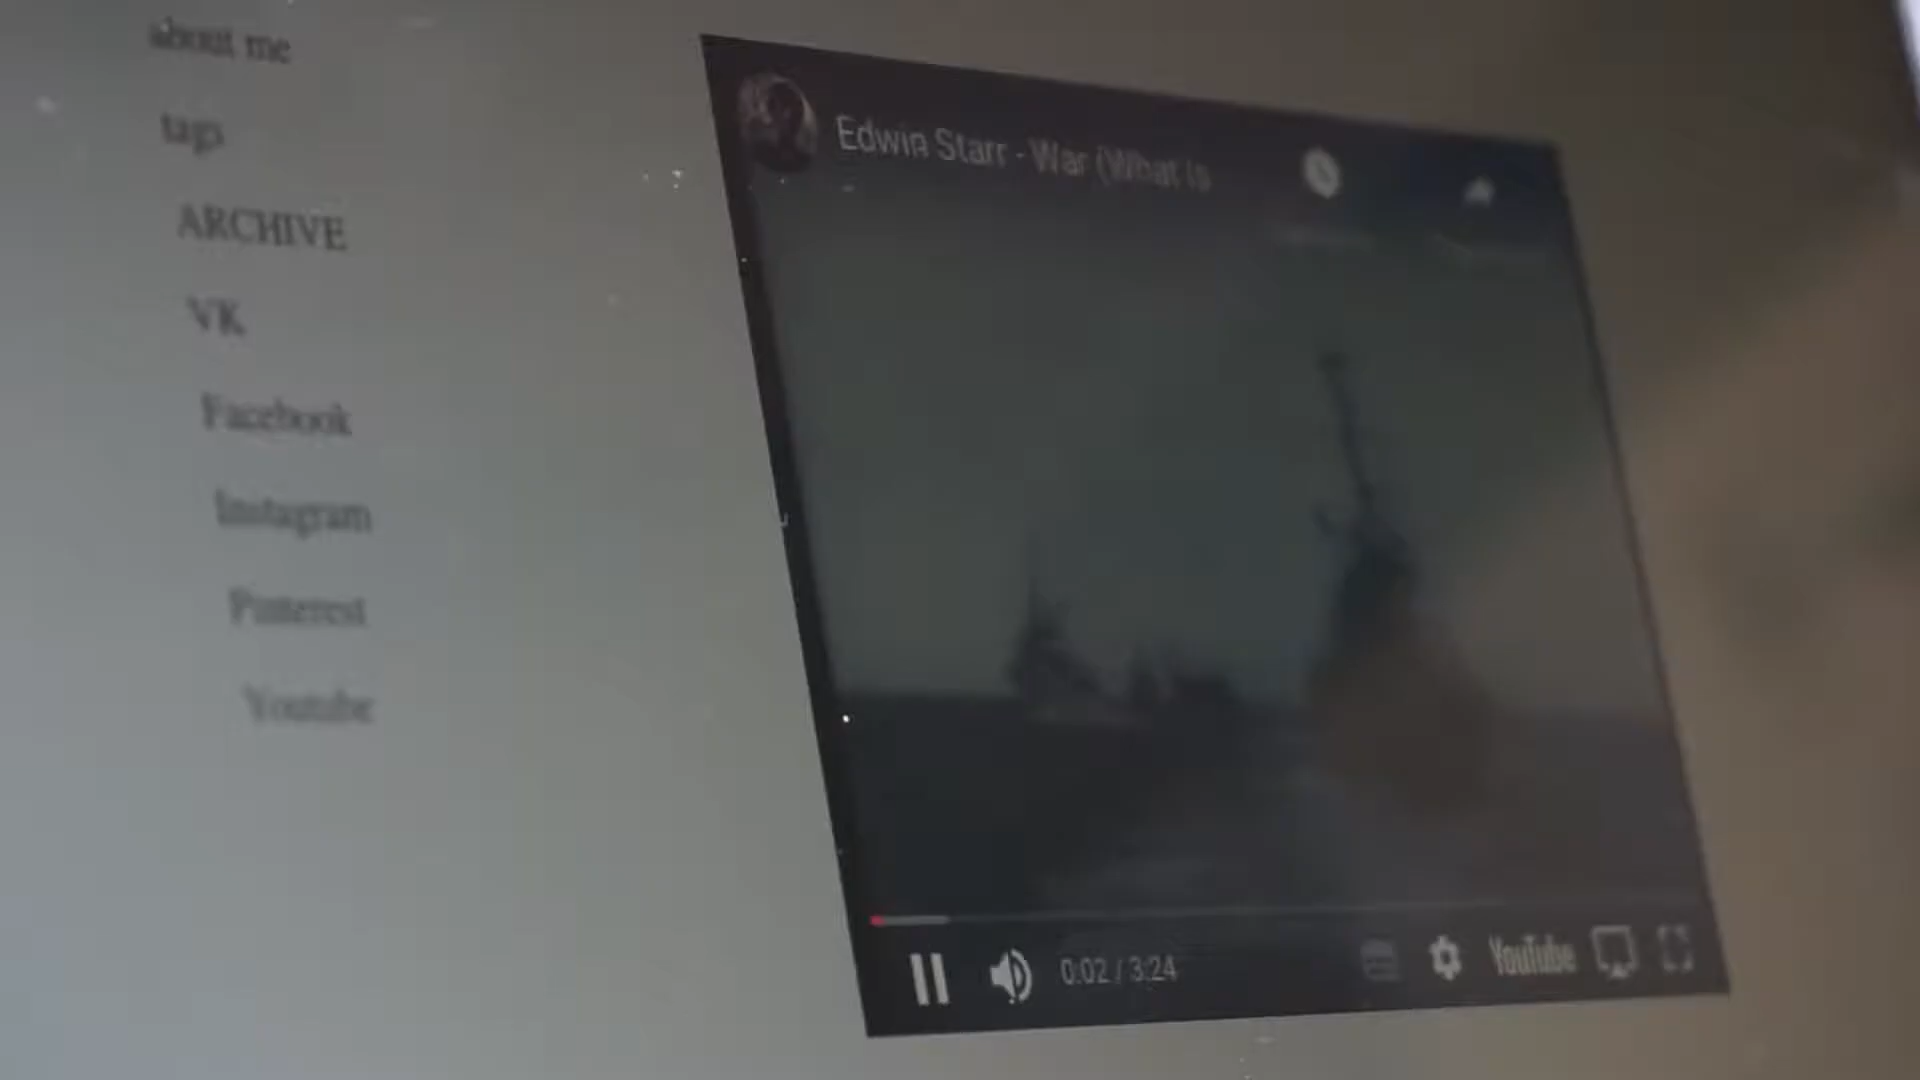 about me
tags
ARCHIVE
VK
Facebook
Instagram
Pinterest
Youtube
Edwin Starr - War (What is
0:02 / 3:24
YouTube